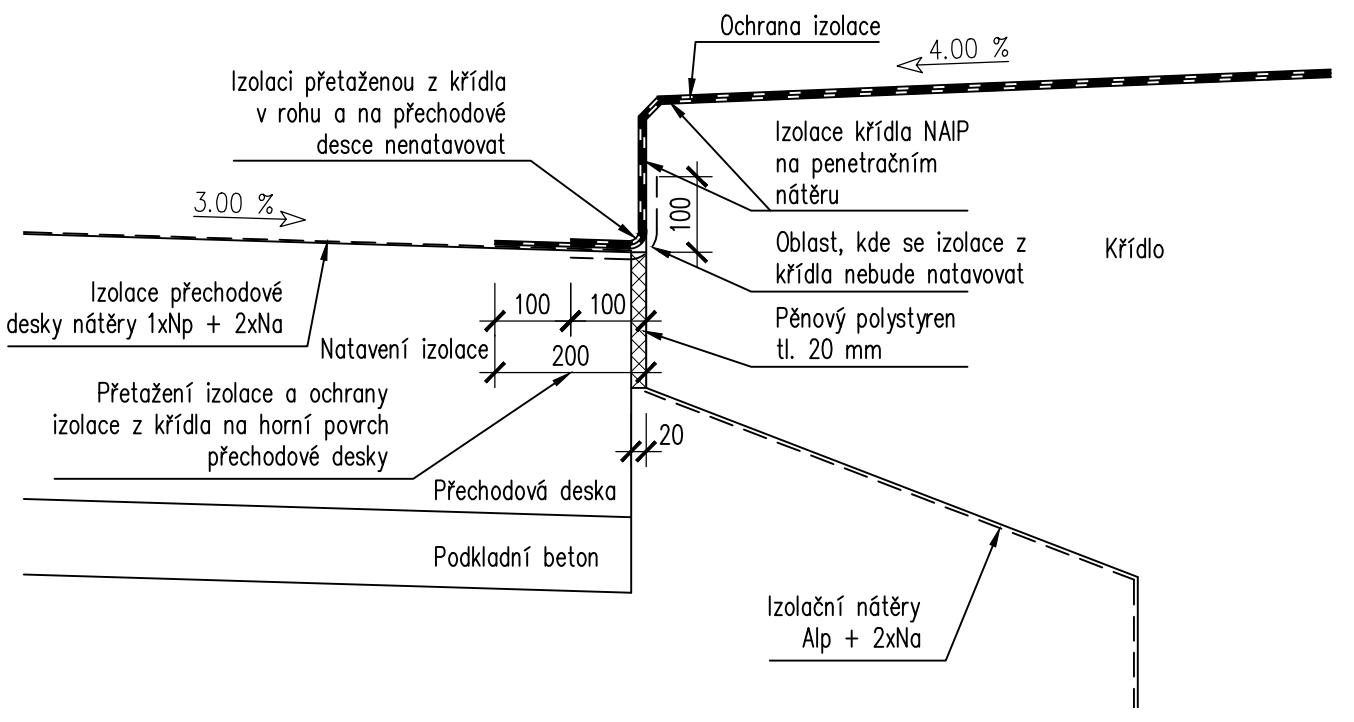 Ochrana izolace
4.00 %
Izolaci přetaženou z křídla
v rohu a na přechodové
desce nenatavovat
Izolace křídla NAIP
na penetračním
nátěru
3.00 %
100
Oblast, kde se izolace z
křídla nebude natavovat
Křídlo
Izolace přechodové
desky nátěry 1xNp + 2xNa
100
100
Pěnový polystyren
tl. 20 mm
Natavení izolace
200
Přetažení izolace a ochrany
izolace z křídla na horní povrch
přechodové desky
20
Přechodová deska
Podkladní beton
Izolační nátěry
Alp + 2xNa